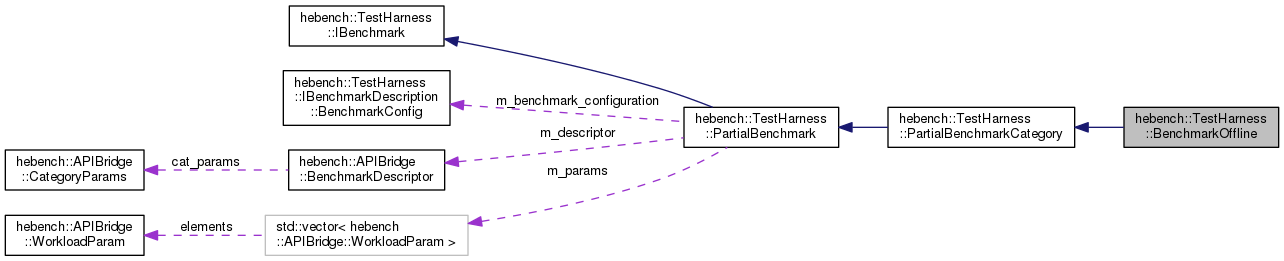 hebench::TestHarness
::IBenchmark
hebench::TestHarness
::IBenchmarkDescription
::BenchmarkConfig
m_benchmark_configuration
hebench::TestHarness
::PartialBenchmark
hebench::TestHarness
::PartialBenchmarkCategory
hebench::TestHarness
::BenchmarkOffline
m_descriptor
hebench::APIBridge
::CategoryParams
cat_params
hebench::APIBridge
::BenchmarkDescriptor
m_params
hebench::APIBridge
::WorkloadParam
elements
std::vector< hebench
::APIBridge::WorkloadParam >